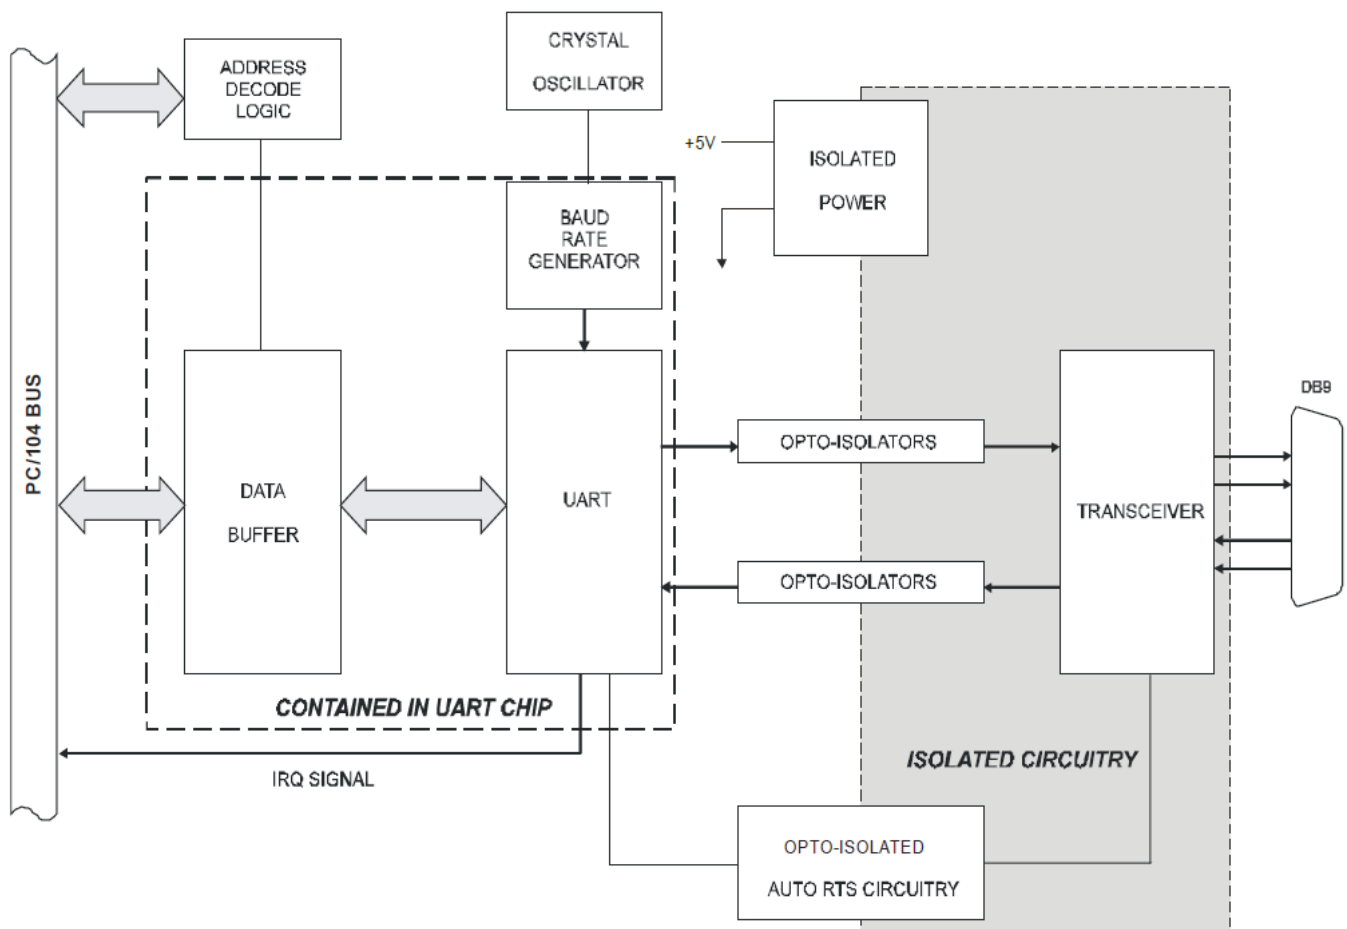 CRYSTAL
OSCILLATOR
ADDRESS
DECODE
LOGIC
+5V
ISOLATED
POWER
BAUD
RATE
GENERATOR
PC/104 BUS
DB9
OPTO-ISOLATORS
DATA
BUFFER
UART
TRANSCEIVER
OPTO-ISOLATORS
CONTAINED IN UART CHIP
ISOLATED CIRCUITRY
IRQ SIGNAL
OPTO-ISOLATED
AUTO RTS CIRCUITRY